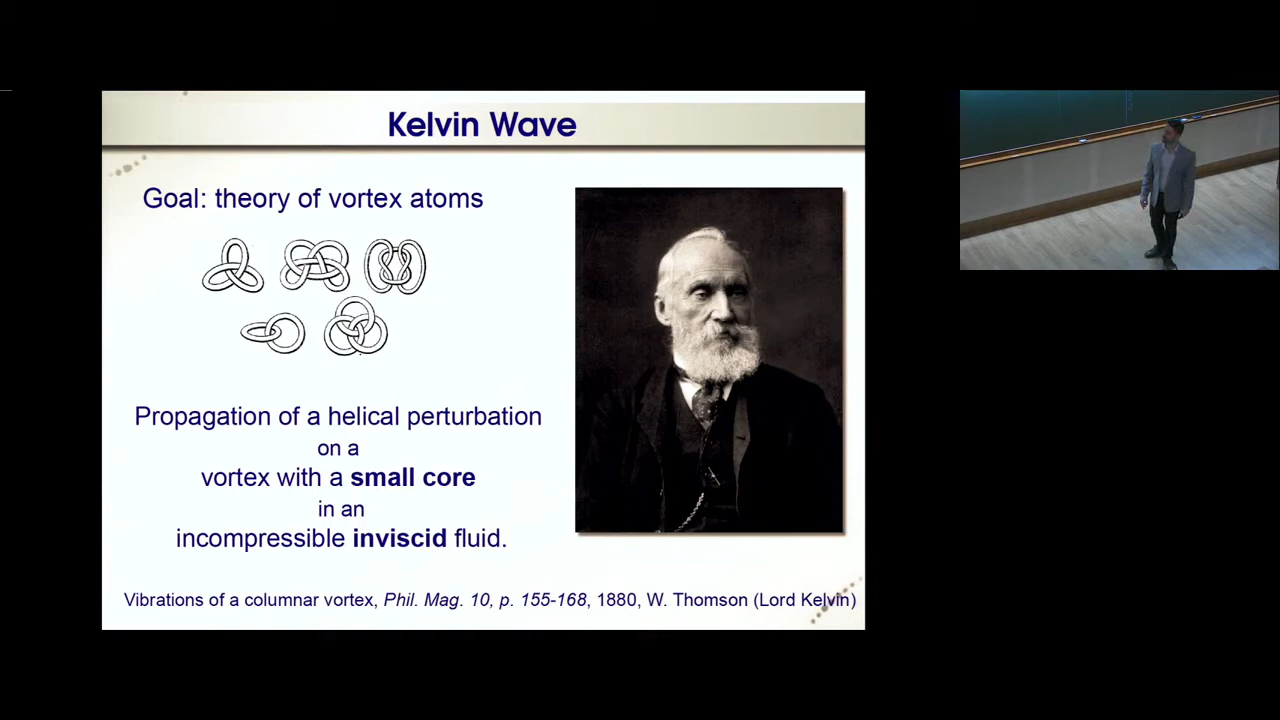 Kelvin Wave
Goal: theory of vortex atoms
Propagation of a helical perturbation
on a
vortex with a small core
in an
incompressible inviscid fluid.
Vibrations of a columnar vortex, Phil. Mag. 10, p. 155-168, 1880, W. Thomson (Lord Kelvin)